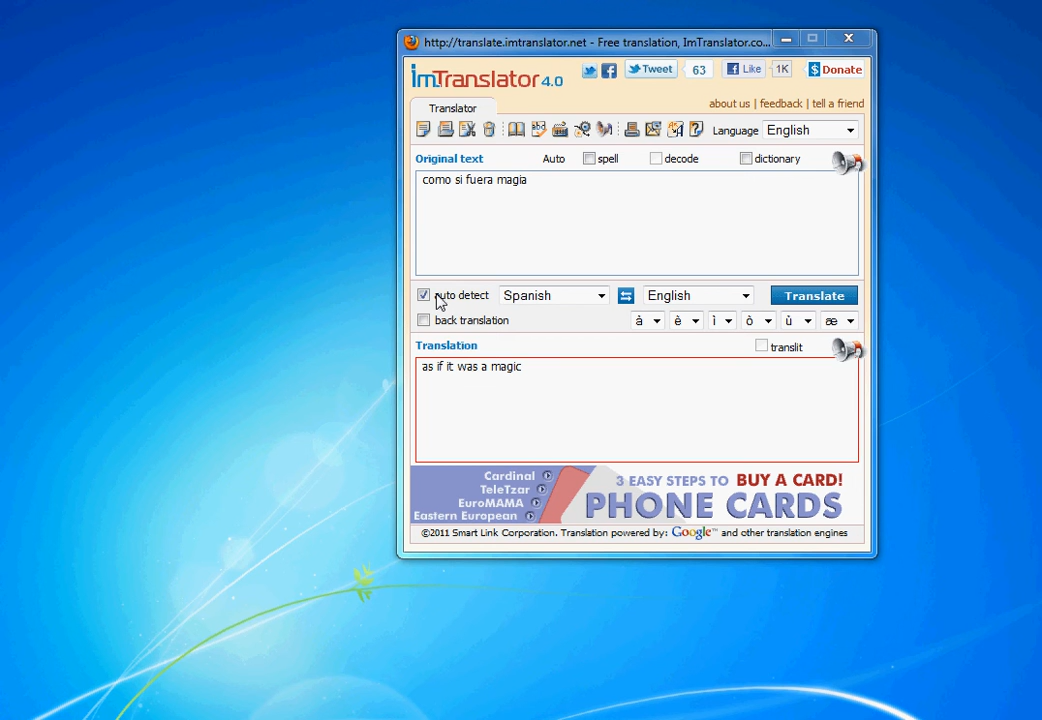 http://translate.imtranslator.net - Free translation, ImTranslator.co...
imTranslator 4.0
Tweet 63 Like 1K $ Donate
Translator
about us | feedback | tell a friend
Language English
Original text Auto spell decode dictionary
como si fuera magia
auto detect Spanish English Translate
back translation à è ì ò ù æ
Translation translit
as if it was a magic
Cardinal
TeleTzar
EuroMAMA
Eastern European
3 EASY STEPS TO BUY A CARD!
PHONE CARDS
©2011 Smart Link Corporation. Translation powered by: Google™ and other translation engines